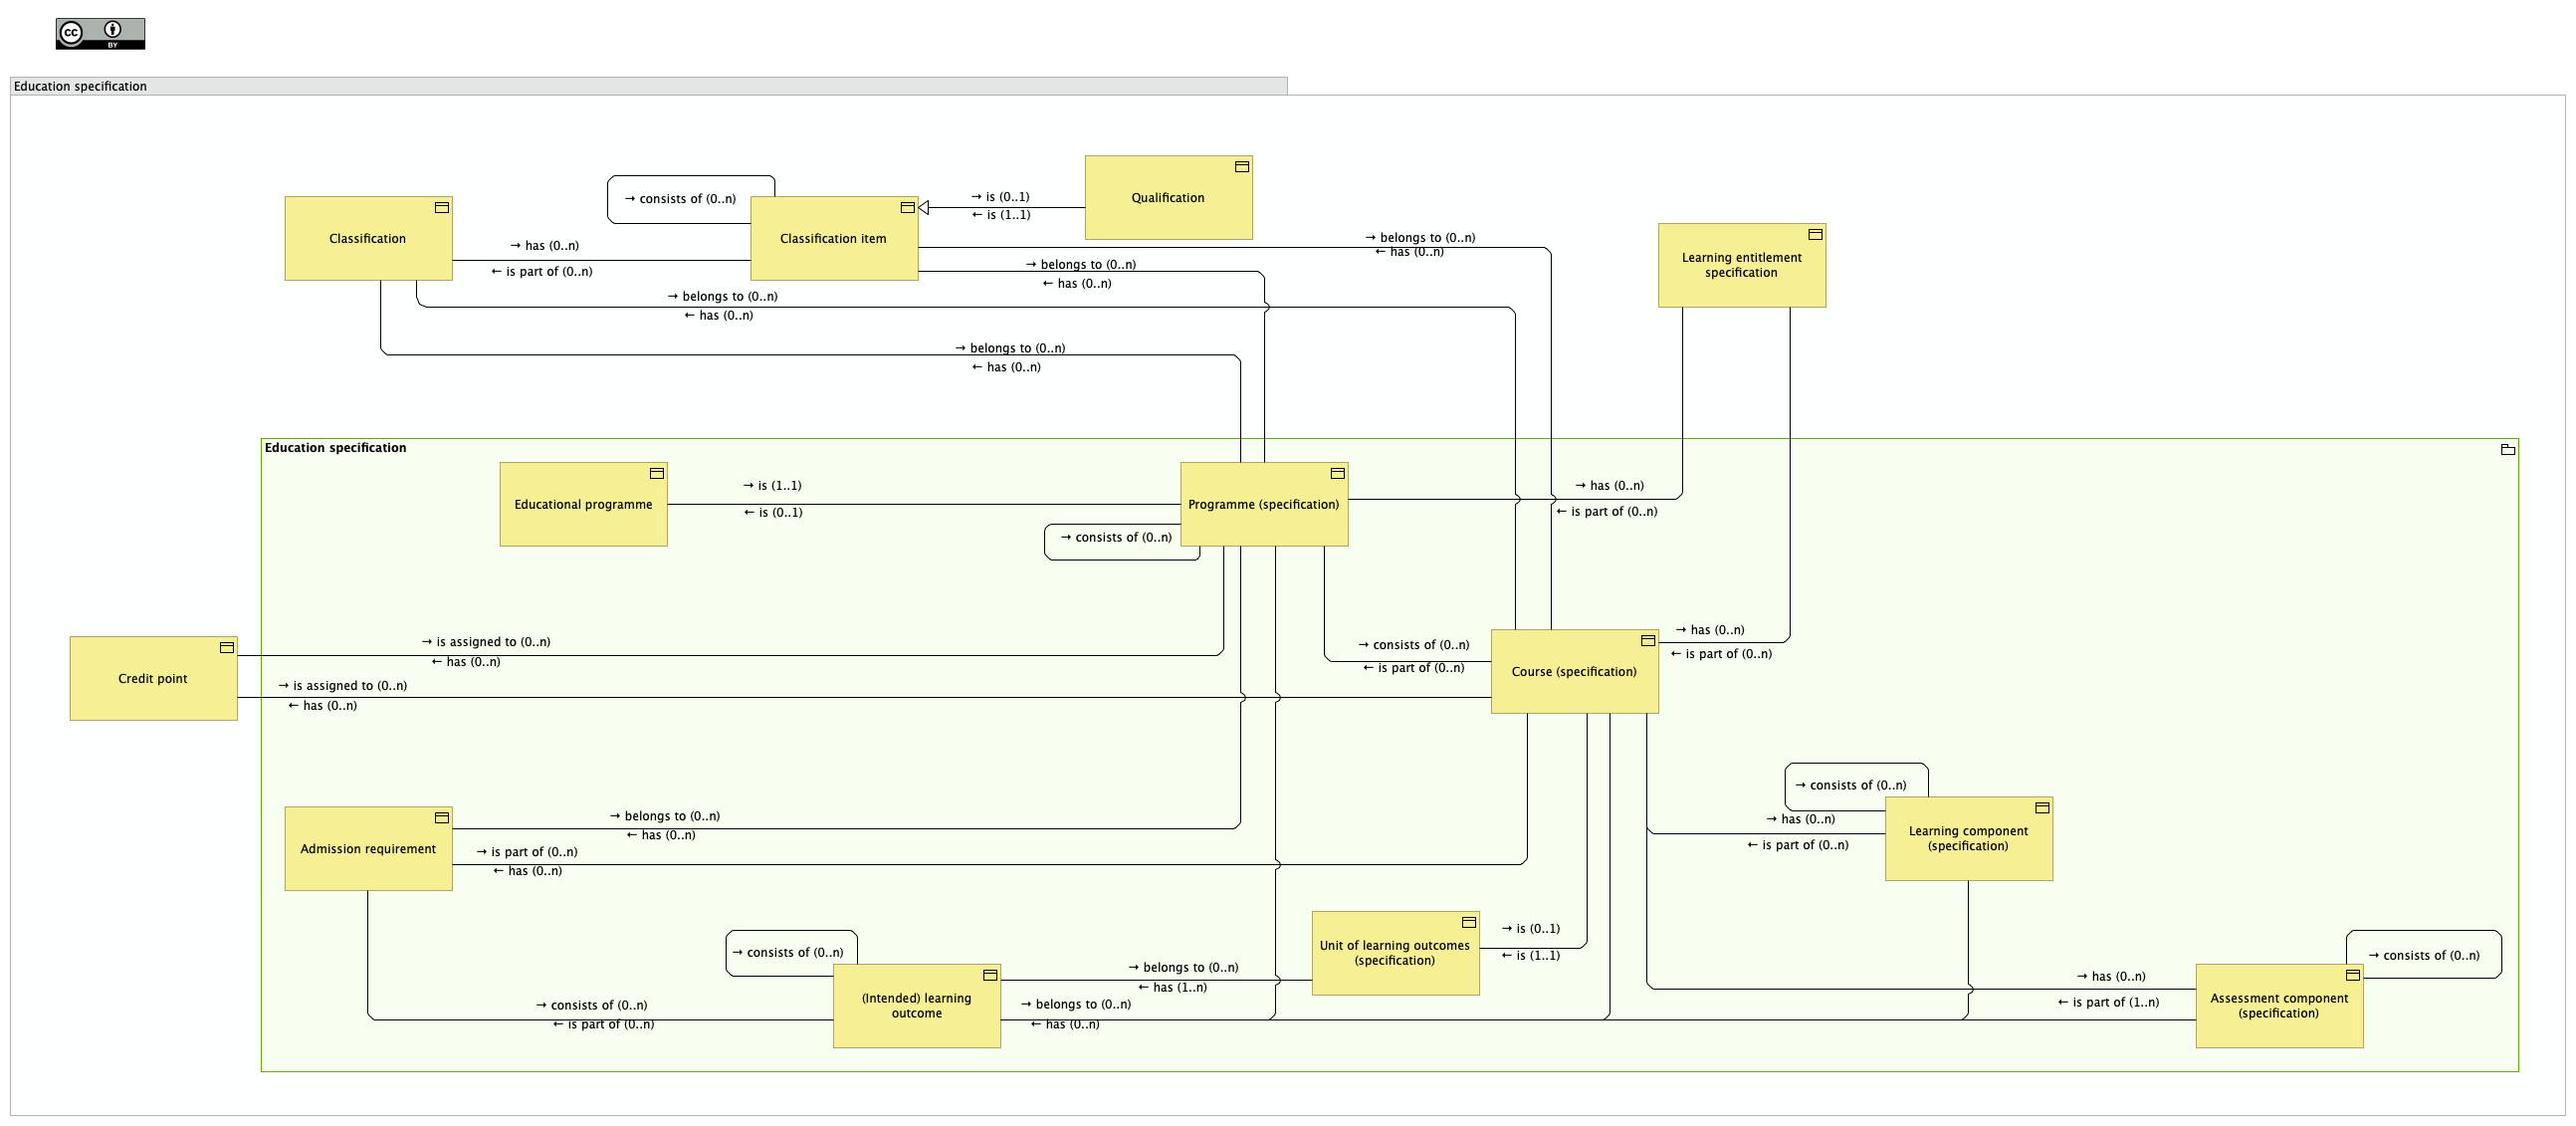 cc
BY
Education specification
Qualification
→ consists of (0..n)
→ is (0..1)
← is (1..1)
Classification
Classification item
→ has (0..n)
← is part of (0..n)
→ belongs to (0..n)
← has (0..n)
→ belongs to (0..n)
← has (0..n)
Learning entitlement
specification
→ belongs to (0..n)
← has (0..n)
→ belongs to (0..n)
← has (0..n)
Education specification
Educational programme
→ is (1..1)
← is (0..1)
Programme (specification)
→ has (0..n)
← is part of (0..n)
→ consists of (0..n)
Credit point
→ is assigned to (0..n)
← has (0..n)
→ is assigned to (0..n)
← has (0..n)
→ consists of (0..n)
← is part of (0..n)
Course (specification)
→ has (0..n)
← is part of (0..n)
Admission requirement
→ belongs to (0..n)
← has (0..n)
→ is part of (0..n)
← has (0..n)
→ consists of (0..n)
→ has (0..n)
← is part of (0..n)
Learning component
(specification)
→ consists of (0..n)
(Intended) learning
outcome
→ consists of (0..n)
← is part of (0..n)
→ belongs to (0..n)
← has (1..n)
→ belongs to (0..n)
← has (0..n)
Unit of learning outcomes
(specification)
→ is (0..1)
← is (1..1)
→ has (0..n)
← is part of (1..n)
Assessment component
(specification)
→ consists of (0..n)